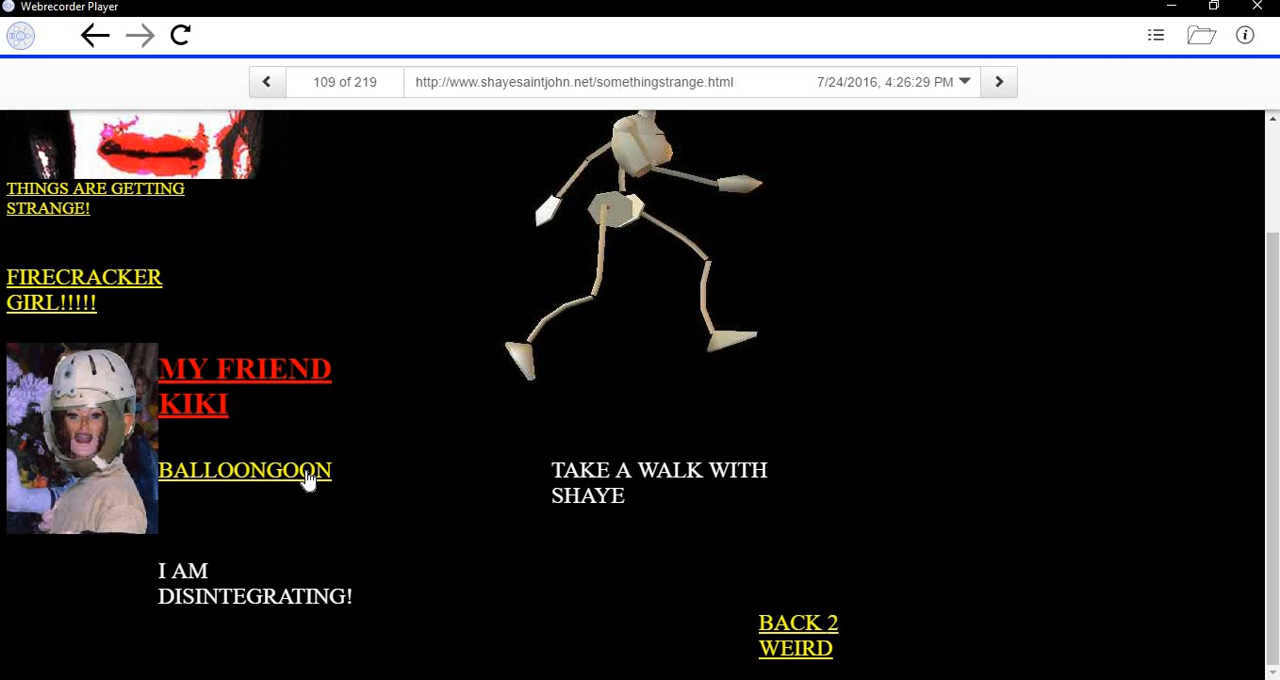 Webrecorder Player
109 of 219
http://www.shayesaintjohn.net/somethingstrange.html
7/24/2016, 4:26:29 PM
THINGS ARE GETTING
STRANGE!
FIRECRACKER
GIRL!!!!!
MY FRIEND
KIKI
BALLOONGOON
TAKE A WALK WITH
SHAYE
I AM
DISINTEGRATING!
BACK 2
WEIRD